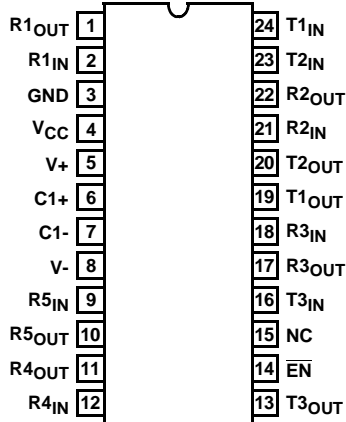 R1OUT 1 24 T1IN
R1IN 2 23 T2IN
GND 3 22 R2OUT
VCC 4 21 R2IN
V+ 5 20 T2OUT
C1+ 6 19 T1OUT
C1- 7 18 R3IN
V- 8 17 R3OUT
R5IN 9 16 T3IN
R5OUT 10 15 NC
R4OUT 11 14 E̅N̅
R4IN 12 13 T3OUT